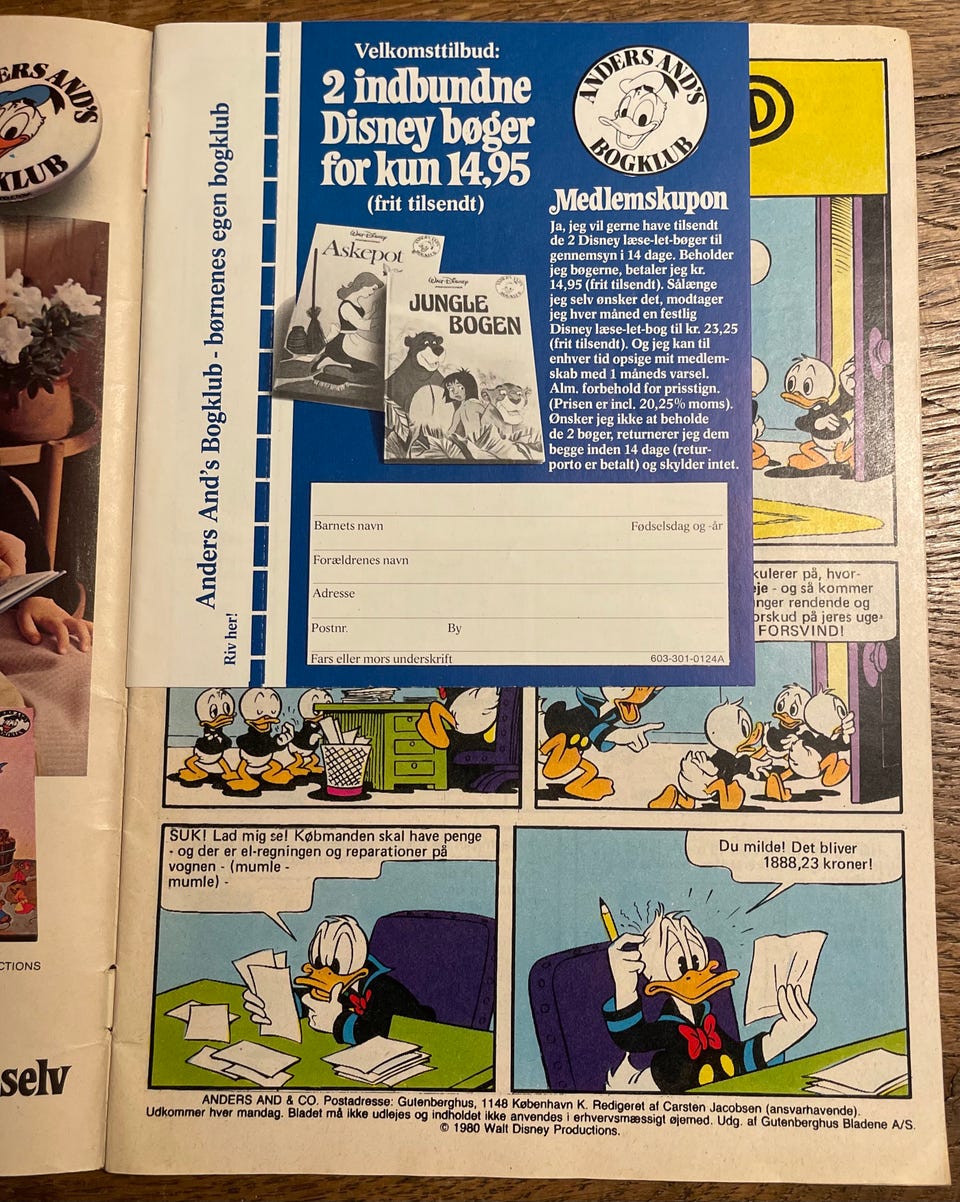 ANDERS AND'S
KLUB
CTIONS
selv
Anders And's Bogklub - børnenes egen bogklub
Riv her!
Velkomsttilbud:
2 indbundne
Disney bøger
for kun 14,95
(frit tilsendt)
ANDERS AND'S
BOGKLUB
Walt Disney
Askepot
Walt Disney
JUNGLE
BOGEN
Medlemskupon
Ja, jeg vil gerne have tilsendt
de 2 Disney læse-let-bøger til
gennemsyn i 14 dage. Beholder
jeg bøgerne, betaler jeg kr.
14,95 (frit tilsendt). Sålænge
jeg selv ønsker det, modtager
jeg hver måned en festlig
Disney læse-let-bog til kr. 23,25
(frit tilsendt). Og jeg kan til
enhver tid opsige mit medlem-
skab med 1 måneds varsel.
Alm. forbehold for prisstign.
(Prisen er incl. 20,25% moms).
Ønsker jeg ikke at beholde
de 2 bøger, returnerer jeg dem
begge inden 14 dage (retur-
porto er betalt) og skylder intet.
Barnets navn Fødselsdag og -år
Forældrenes navn
Adresse
Postnr. By
Fars eller mors underskrift 603-301-0124A
D
kulerer på, hvor-
eje - og så kommer
nger rendende og
orskud på jeres uge-
FORSVIND!
SUK! Lad mig se! Købmanden skal have penge
- og der er el-regningen og reparationer på
vognen - (mumle -
mumle) -
Du milde! Det bliver
1888,23 kroner!
ANDERS AND & CO. Postadresse: Gutenberghus, 1148 København K. Redigeret af Carsten Jacobsen (ansvarhavende).
Udkommer hver mandag. Bladet må ikke udlejes og indholdet ikke anvendes i erhvervsmæssigt øjemed. Udg. af Gutenberghus Bladene A/S.
© 1980 Walt Disney Productions.